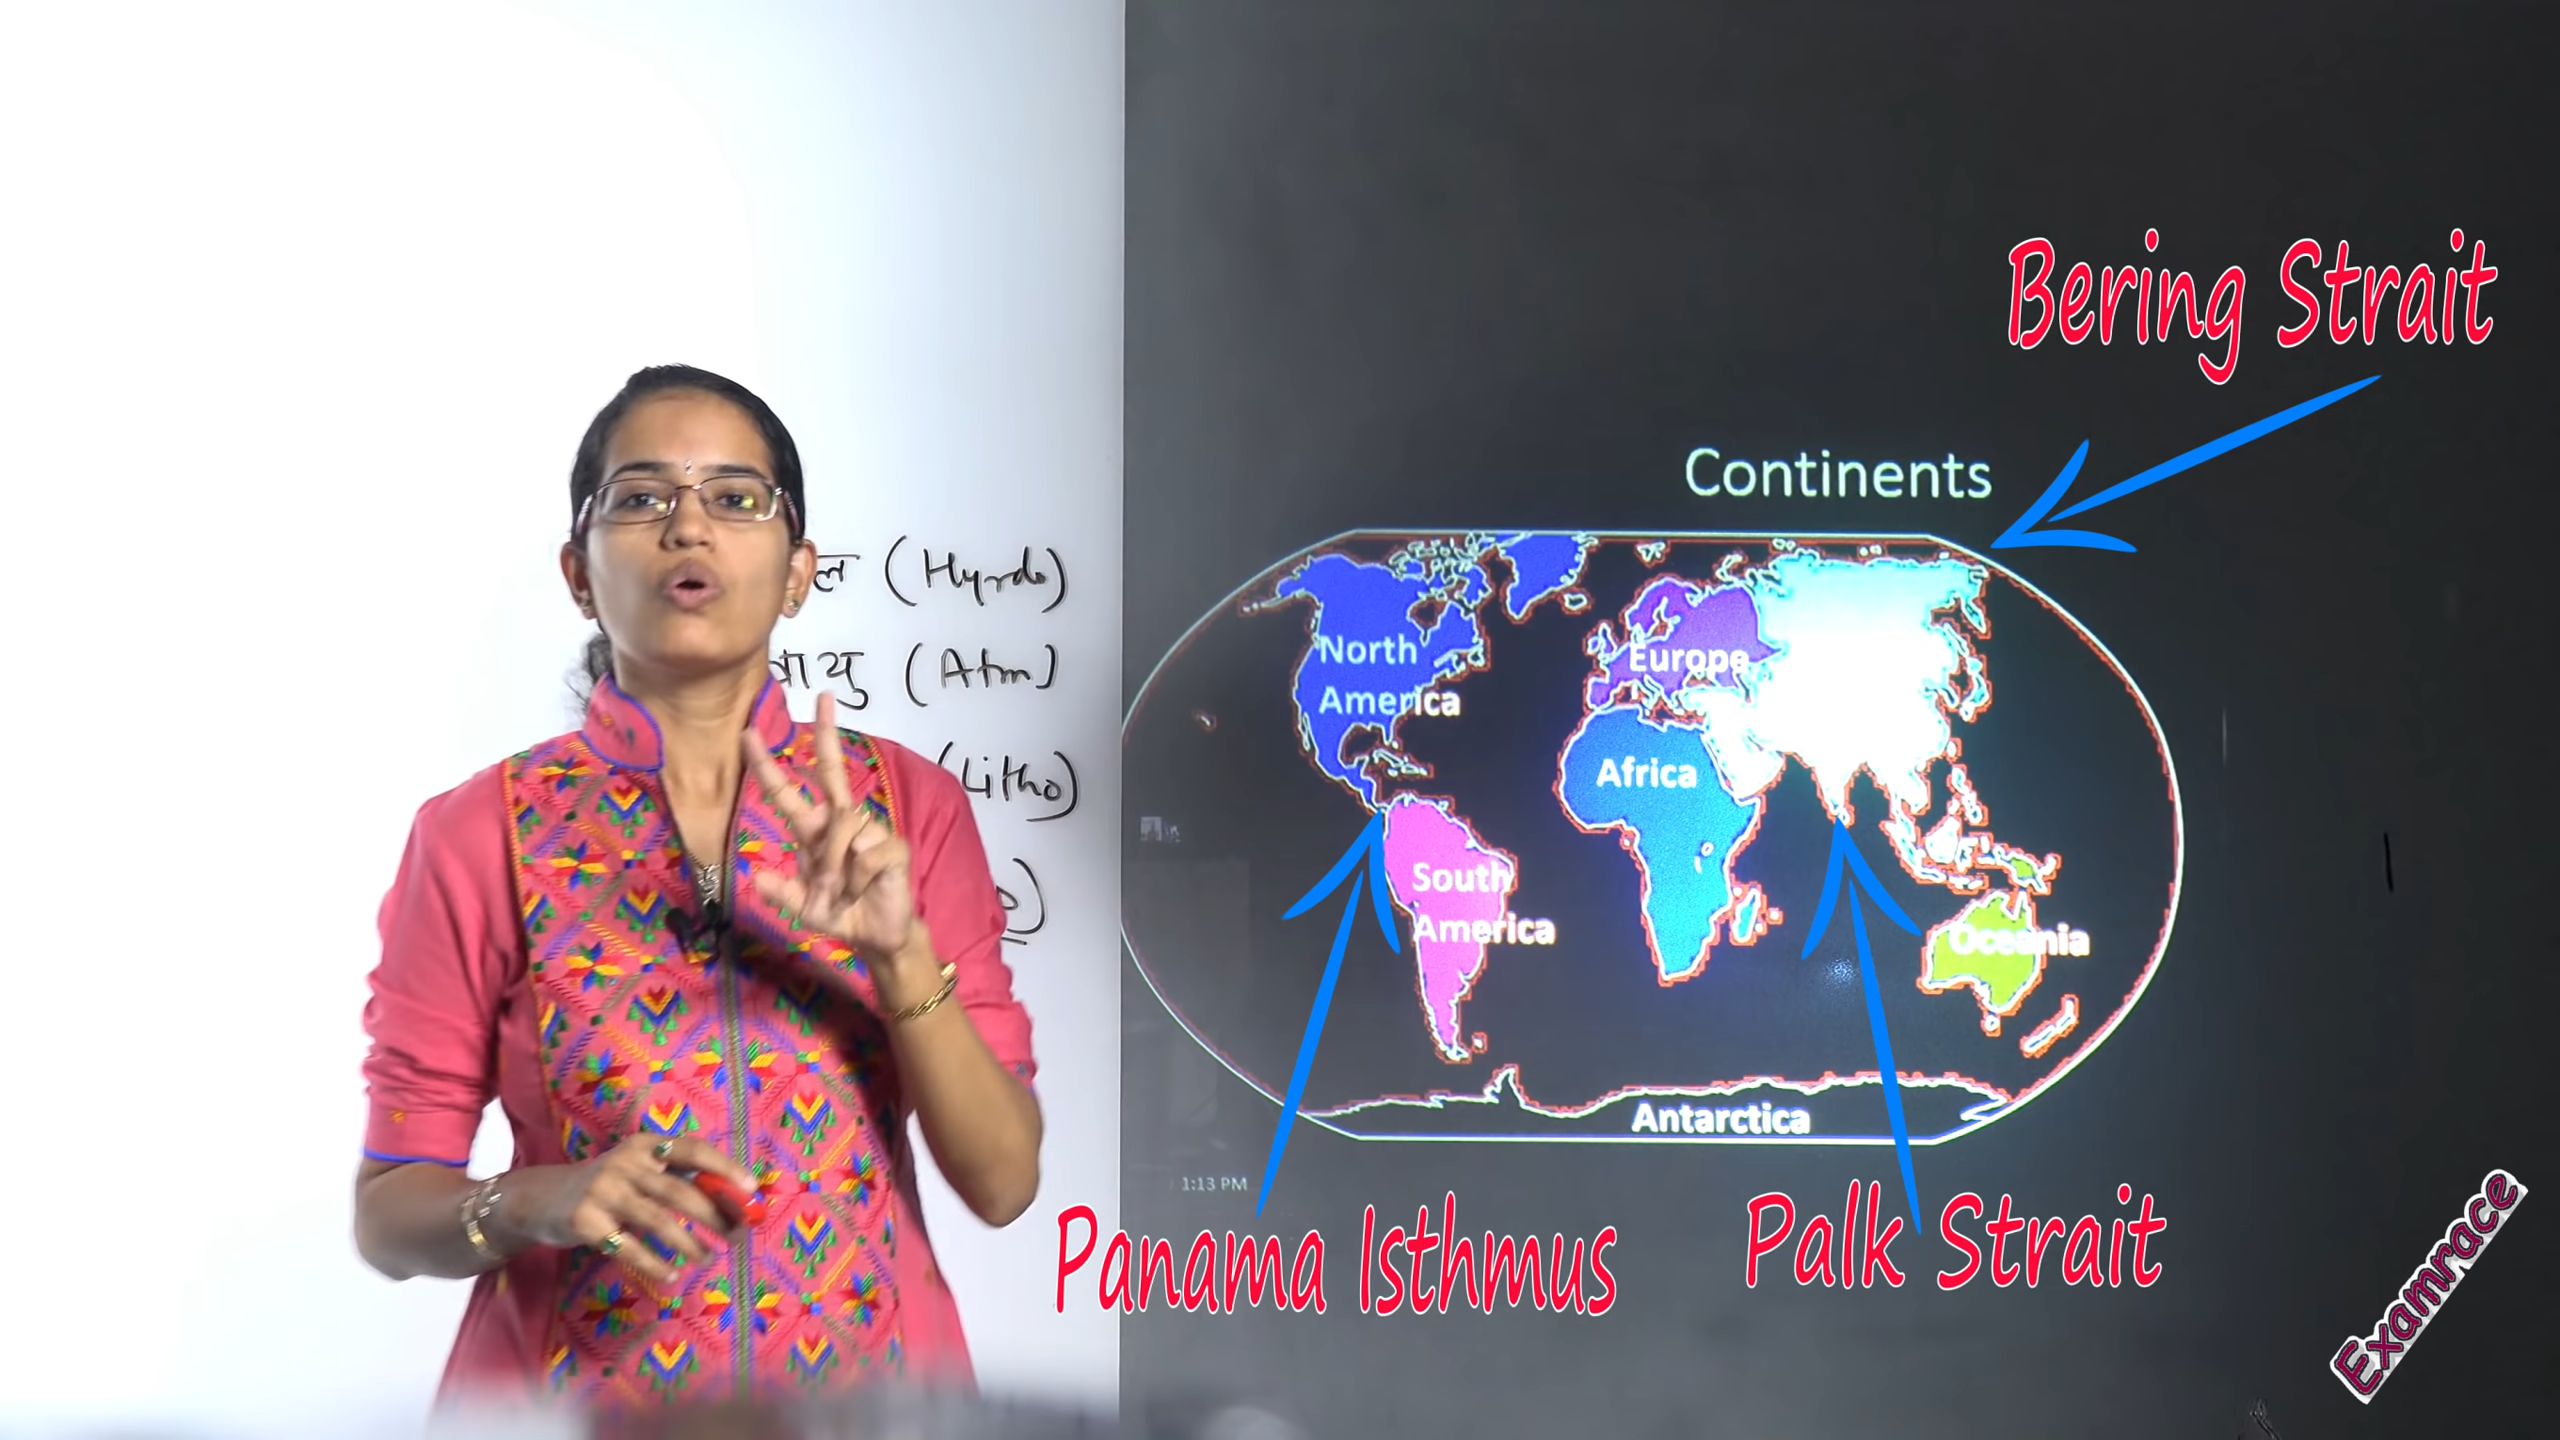 (Hyrdo)
वायु (Atm)
(Litho)
Bering Strait
Continents
North
America
Europe
Africa
South
America
Oceania
Antarctica
1:13 PM
Panama Isthmus
Palk Strait
Examrace